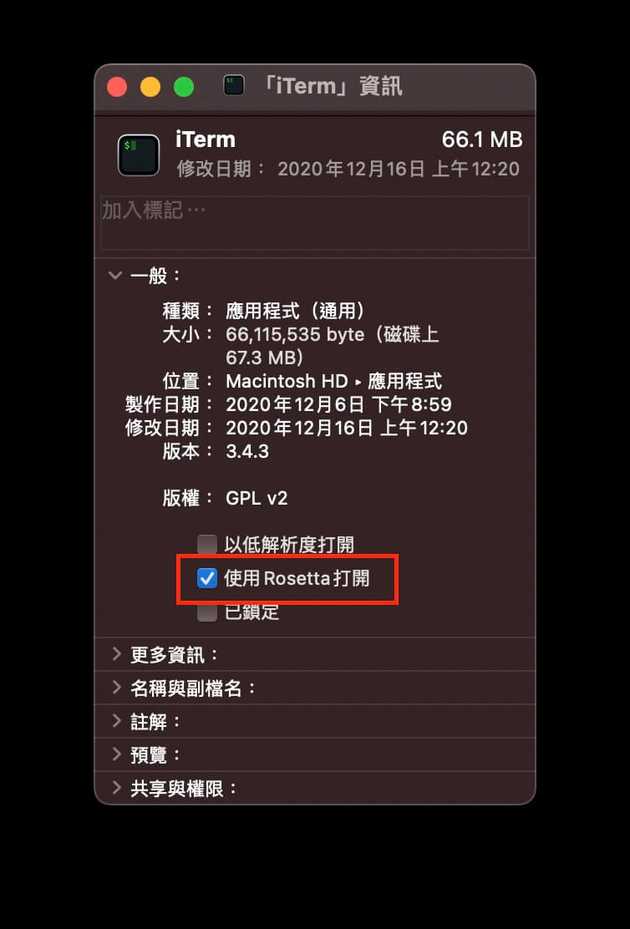 「iTerm」資訊
iTerm 66.1 MB
修改日期： 2020年12月16日 上午12:20
加入標記⋯
一般：
種類： 應用程式（通用）
大小： 66,115,535 byte（磁碟上
67.3 MB）
位置： Macintosh HD ▸ 應用程式
製作日期： 2020年12月6日 下午8:59
修改日期： 2020年12月16日 上午12:20
版本： 3.4.3
版權： GPL v2
以低解析度打開
使用Rosetta打開
已鎖定
更多資訊：
名稱與副檔名：
註解：
預覽：
共享與權限：